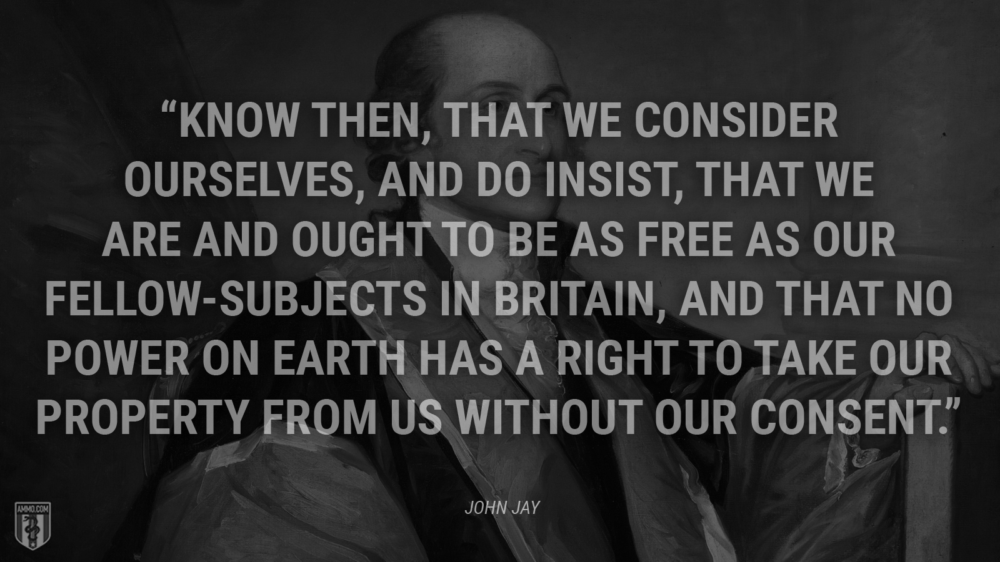 “KNOW THEN, THAT WE CONSIDER
OURSELVES, AND DO INSIST, THAT WE
ARE AND OUGHT TO BE AS FREE AS OUR
FELLOW-SUBJECTS IN BRITAIN, AND THAT NO
POWER ON EARTH HAS A RIGHT TO TAKE OUR
PROPERTY FROM US WITHOUT OUR CONSENT.”
JOHN JAY
AMMO.COM